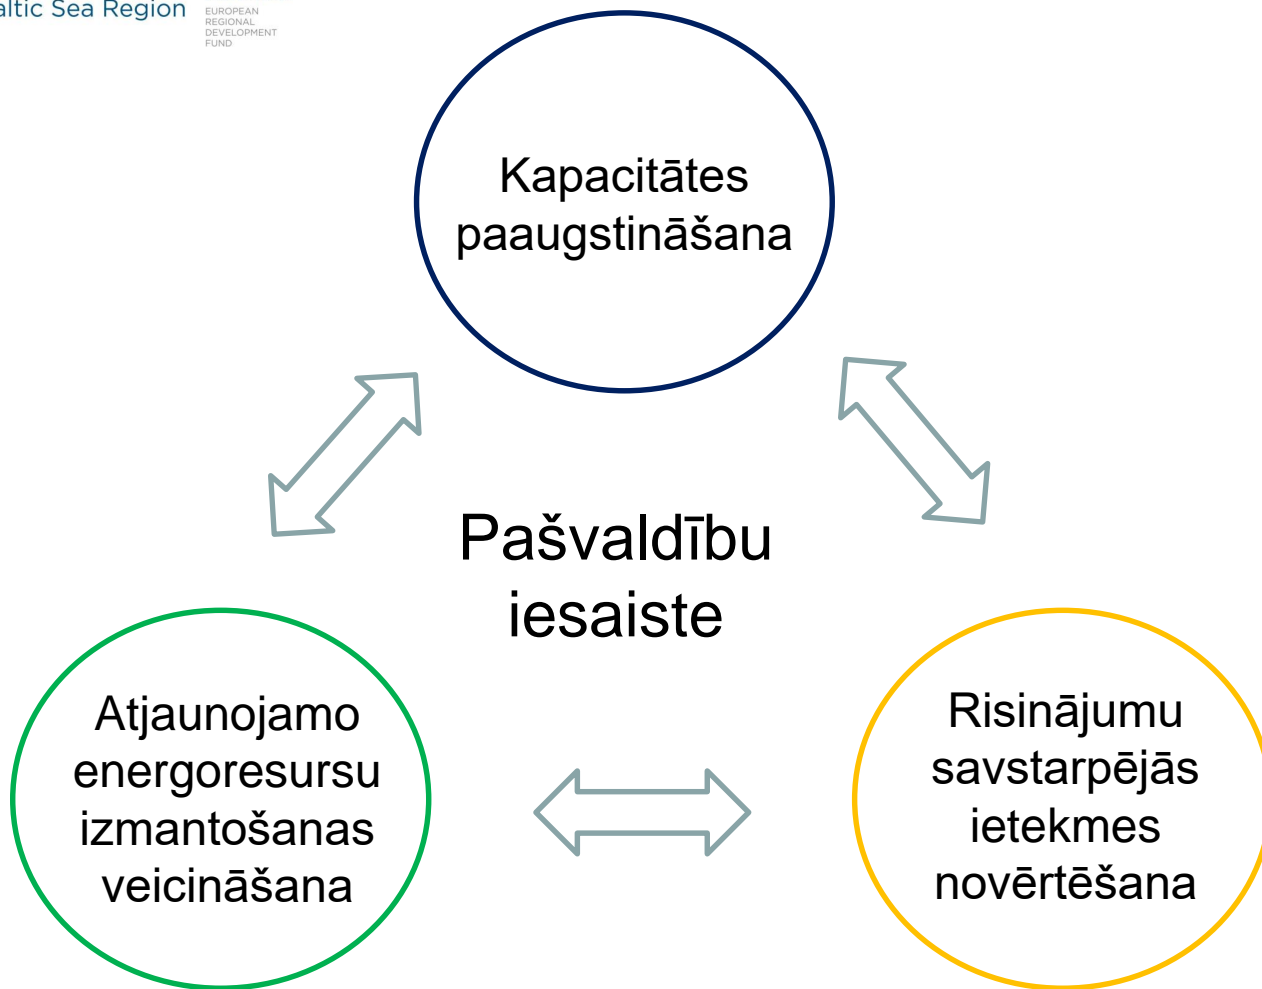 altic Sea Region
EUROPEAN
REGIONAL
DEVELOPMENT
FUND
Kapacitātes
paaugstināšana
Pašvaldību
iesaiste
Atjaunojamo
energoresursu
izmantošanas
veicināšana
Risinājumu
savstarpējās
ietekmes
novērtēšana